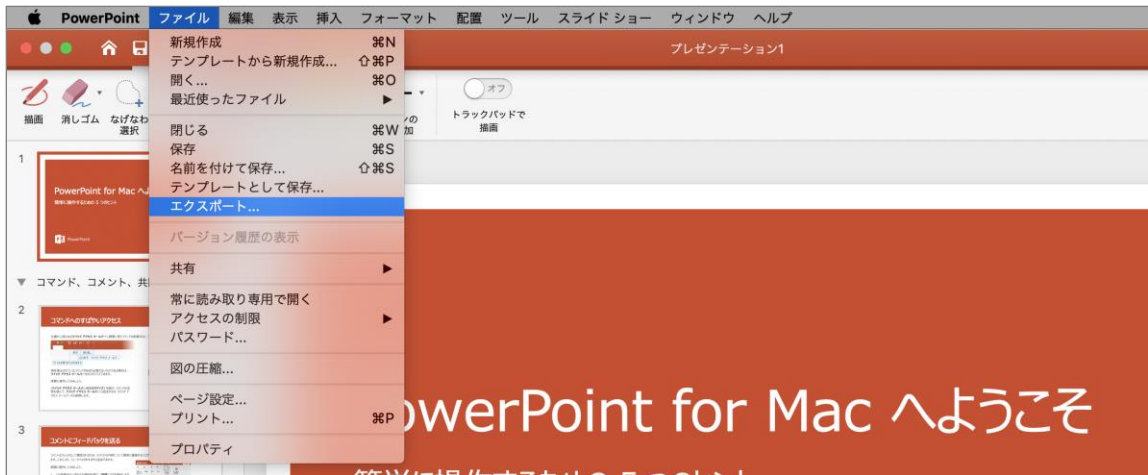 PowerPoint ファイル 編集 表示 挿入 フォーマット 配置 ツール スライド ショー ウィンドウ ヘルプ
プレゼンテーション1
新規作成 ⌘N
テンプレートから新規作成... ⇧⌘P
開く... ⌘O
最近使ったファイル ▶
閉じる ⌘W
保存 ⌘S
名前を付けて保存... ⇧⌘S
テンプレートとして保存...
エクスポート...
バージョン履歴の表示
共有 ▶
常に読み取り専用で開く
アクセスの制限 ▶
パスワード...
図の圧縮...
ページ設定...
プリント... ⌘P
プロパティ
描画
消しゴム
なげなわ
選択
オフ
トラックパッドで
描画
1
PowerPoint for Mac へ
PowerPoint
▼ コマンド、コメント、共
2
コマンドへのすばやいアクセス
3
コメントにフィードバックを送る
owerPoint for Mac へようこそ